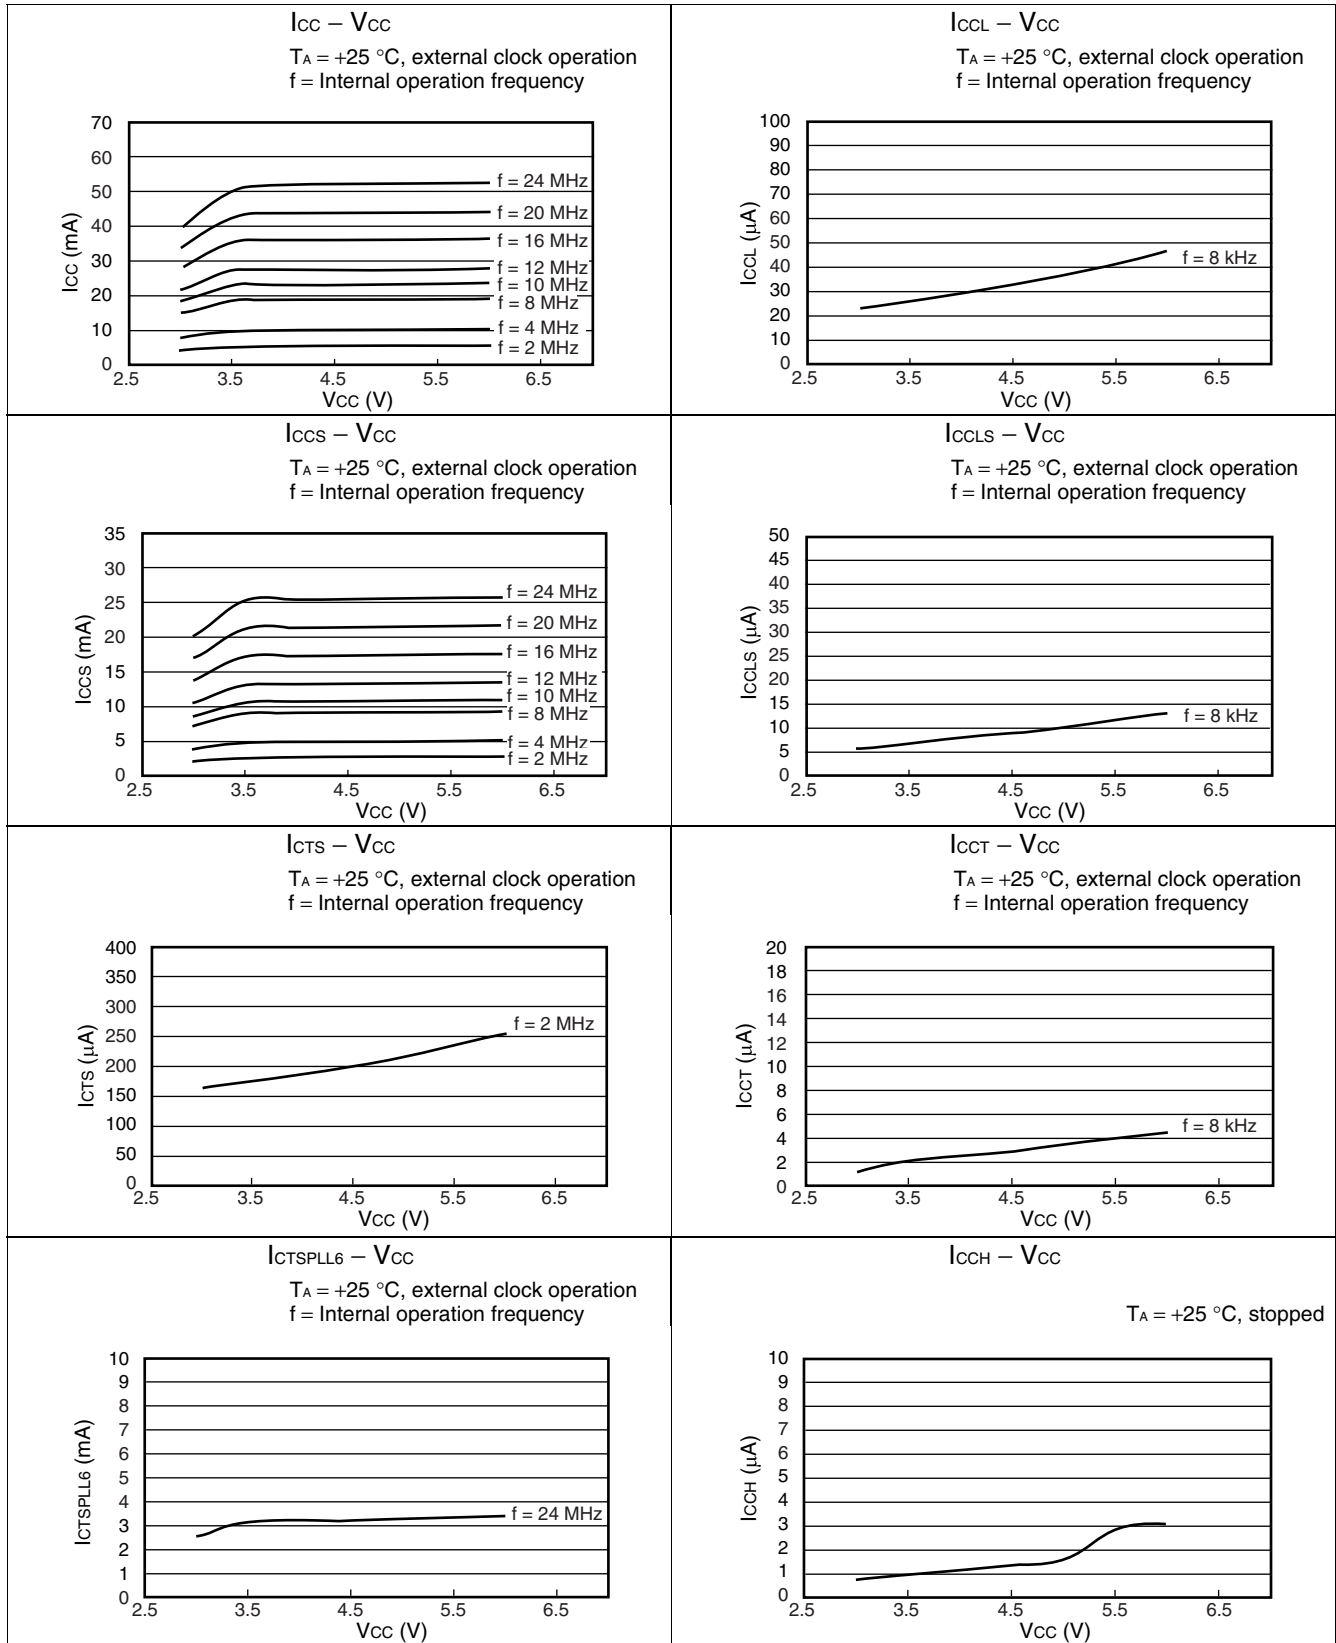 ICC – VCC
TA = +25 °C, external clock operation
f = Internal operation frequency
70
60
50
40
30
20
10
0
ICC (mA)
f = 24 MHz
f = 20 MHz
f = 16 MHz
f = 12 MHz
f = 10 MHz
f = 8 MHz
f = 4 MHz
f = 2 MHz
2.5 3.5 4.5 5.5 6.5
VCC (V)
ICCL – VCC
TA = +25 °C, external clock operation
f = Internal operation frequency
100
90
80
70
60
50
40
30
20
10
0
ICCL (µA)
f = 8 kHz
2.5 3.5 4.5 5.5 6.5
VCC (V)
ICCS – VCC
TA = +25 °C, external clock operation
f = Internal operation frequency
35
30
25
20
15
10
5
0
ICCS (mA)
f = 24 MHz
f = 20 MHz
f = 16 MHz
f = 12 MHz
f = 10 MHz
f = 8 MHz
f = 4 MHz
f = 2 MHz
2.5 3.5 4.5 5.5 6.5
VCC (V)
ICCLS – VCC
TA = +25 °C, external clock operation
f = Internal operation frequency
50
45
40
35
30
25
20
15
10
5
0
ICCLS (µA)
f = 8 kHz
2.5 3.5 4.5 5.5 6.5
VCC (V)
ICTS – VCC
TA = +25 °C, external clock operation
f = Internal operation frequency
400
350
300
250
200
150
100
50
0
ICTS (µA)
f = 2 MHz
2.5 3.5 4.5 5.5 6.5
VCC (V)
ICCT – VCC
TA = +25 °C, external clock operation
f = Internal operation frequency
20
18
16
14
12
10
8
6
4
2
0
ICCT (µA)
f = 8 kHz
2.5 3.5 4.5 5.5 6.5
VCC (V)
ICTSPLL6 – VCC
TA = +25 °C, external clock operation
f = Internal operation frequency
10
9
8
7
6
5
4
3
2
1
0
ICTSPLL6 (mA)
f = 24 MHz
2.5 3.5 4.5 5.5 6.5
VCC (V)
ICCH – VCC
TA = +25 °C, stopped
10
9
8
7
6
5
4
3
2
1
0
ICCH (µA)
2.5 3.5 4.5 5.5 6.5
VCC (V)